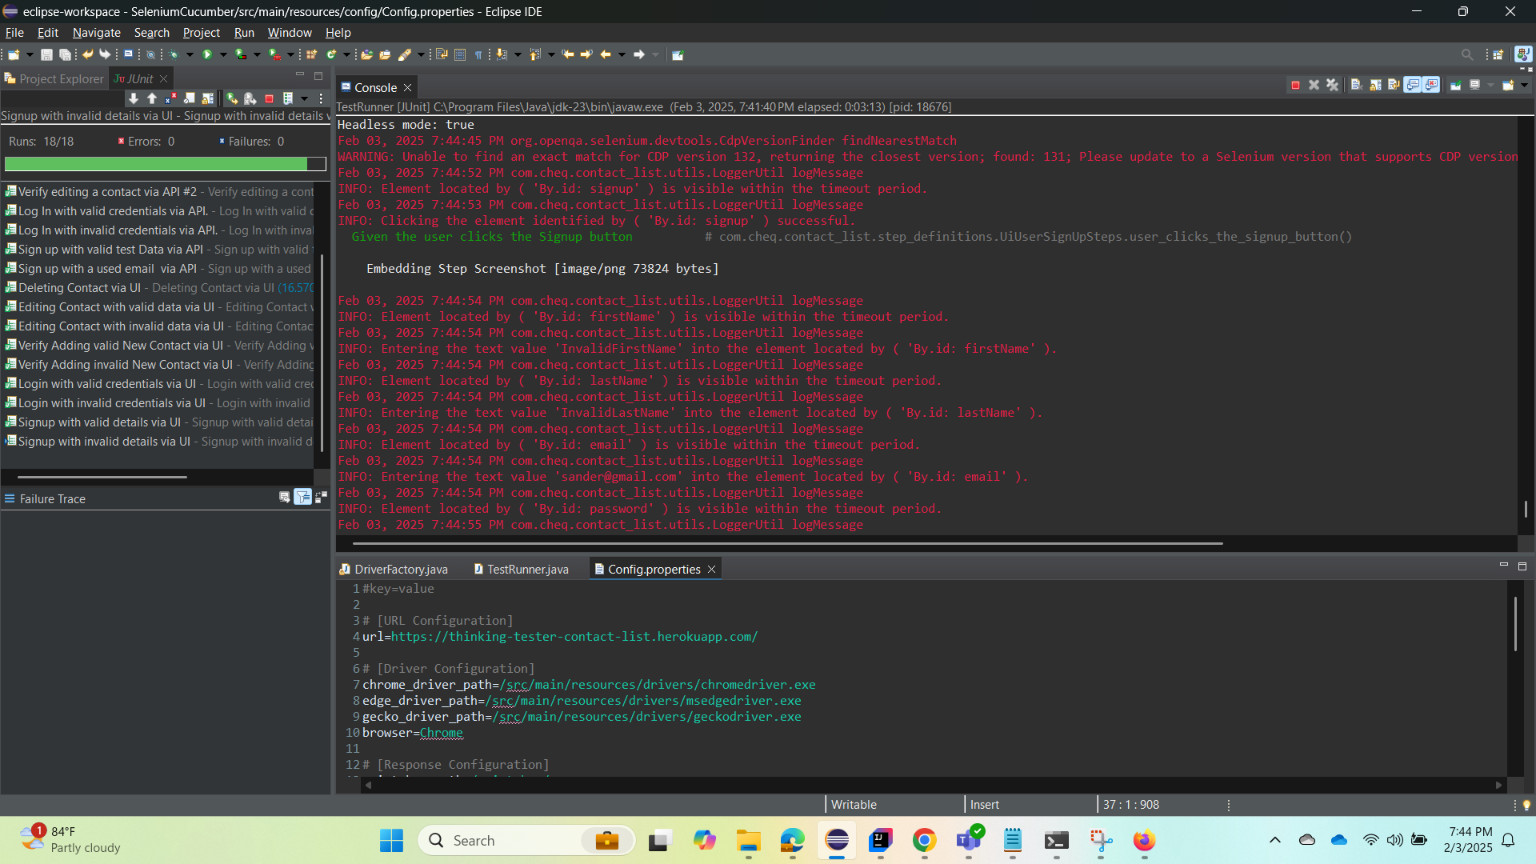 eclipse-workspace - SeleniumCucumber/src/main/resources/config/Config.properties - Eclipse IDE
File Edit Navigate Search Project Run Window Help
Project Explorer
JUnit
Console
Signup with invalid details via UI - Signup with invalid details v
TestRunner [JUnit] C:\Program Files\Java\jdk-23\bin\javaw.exe (Feb 3, 2025, 7:41:40 PM elapsed: 0:03:13) [pid: 18676]
Runs: 18/18 Errors: 0 Failures: 0
Verify editing a contact via API #2 - Verify editing a cont
Log In with valid credentials via API. - Log In with valid c
Log In with invalid credentials via API. - Log In with inva
Sign up with valid test Data via API - Sign up with valid
Sign up with a used email via API - Sign up with a used
Deleting Contact via UI - Deleting Contact via UI (16.570
Editing Contact with valid data via UI - Editing Contact v
Editing Contact with invalid data via UI - Editing Contac
Verify Adding valid New Contact via UI - Verify Adding v
Verify Adding invalid New Contact via UI - Verify Adding
Login with valid credentials via UI - Login with valid cre
Login with invalid credentials via UI - Login with invalid
Signup with valid details via UI - Signup with valid detai
Signup with invalid details via UI - Signup with invalid d
Failure Trace
Headless mode: true
Feb 03, 2025 7:44:45 PM org.openqa.selenium.devtools.CdpVersionFinder findNearestMatch
WARNING: Unable to find an exact match for CDP version 132, returning the closest version; found: 131; Please update to a Selenium version that supports CDP version
Feb 03, 2025 7:44:52 PM com.cheq.contact_list.utils.LoggerUtil logMessage
INFO: Element located by ( 'By.id: signup' ) is visible within the timeout period.
Feb 03, 2025 7:44:53 PM com.cheq.contact_list.utils.LoggerUtil logMessage
INFO: Clicking the element identified by ( 'By.id: signup' ) successful.
Given the user clicks the Signup button # com.cheq.contact_list.step_definitions.UiUserSignUpSteps.user_clicks_the_signup_button()
Embedding Step Screenshot [image/png 73824 bytes]
Feb 03, 2025 7:44:54 PM com.cheq.contact_list.utils.LoggerUtil logMessage
INFO: Element located by ( 'By.id: firstName' ) is visible within the timeout period.
Feb 03, 2025 7:44:54 PM com.cheq.contact_list.utils.LoggerUtil logMessage
INFO: Entering the text value 'InvalidFirstName' into the element located by ( 'By.id: firstName' ).
Feb 03, 2025 7:44:54 PM com.cheq.contact_list.utils.LoggerUtil logMessage
INFO: Element located by ( 'By.id: lastName' ) is visible within the timeout period.
Feb 03, 2025 7:44:54 PM com.cheq.contact_list.utils.LoggerUtil logMessage
INFO: Entering the text value 'InvalidLastName' into the element located by ( 'By.id: lastName' ).
Feb 03, 2025 7:44:54 PM com.cheq.contact_list.utils.LoggerUtil logMessage
INFO: Element located by ( 'By.id: email' ) is visible within the timeout period.
Feb 03, 2025 7:44:54 PM com.cheq.contact_list.utils.LoggerUtil logMessage
INFO: Entering the text value 'sander@gmail.com' into the element located by ( 'By.id: email' ).
Feb 03, 2025 7:44:54 PM com.cheq.contact_list.utils.LoggerUtil logMessage
INFO: Element located by ( 'By.id: password' ) is visible within the timeout period.
Feb 03, 2025 7:44:55 PM com.cheq.contact_list.utils.LoggerUtil logMessage
DriverFactory.java TestRunner.java Config.properties
1 #key=value
2
3 # [URL Configuration]
4 url=https://thinking-tester-contact-list.herokuapp.com/
5
6 # [Driver Configuration]
7 chrome_driver_path=/src/main/resources/drivers/chromedriver.exe
8 edge_driver_path=/src/main/resources/drivers/msedgedriver.exe
9 gecko_driver_path=/src/main/resources/drivers/geckodriver.exe
10 browser=Chrome
11
12 # [Response Configuration]
Writable Insert 37 : 1 : 908
1
84°F
Partly cloudy
Search
7:44 PM
2/3/2025